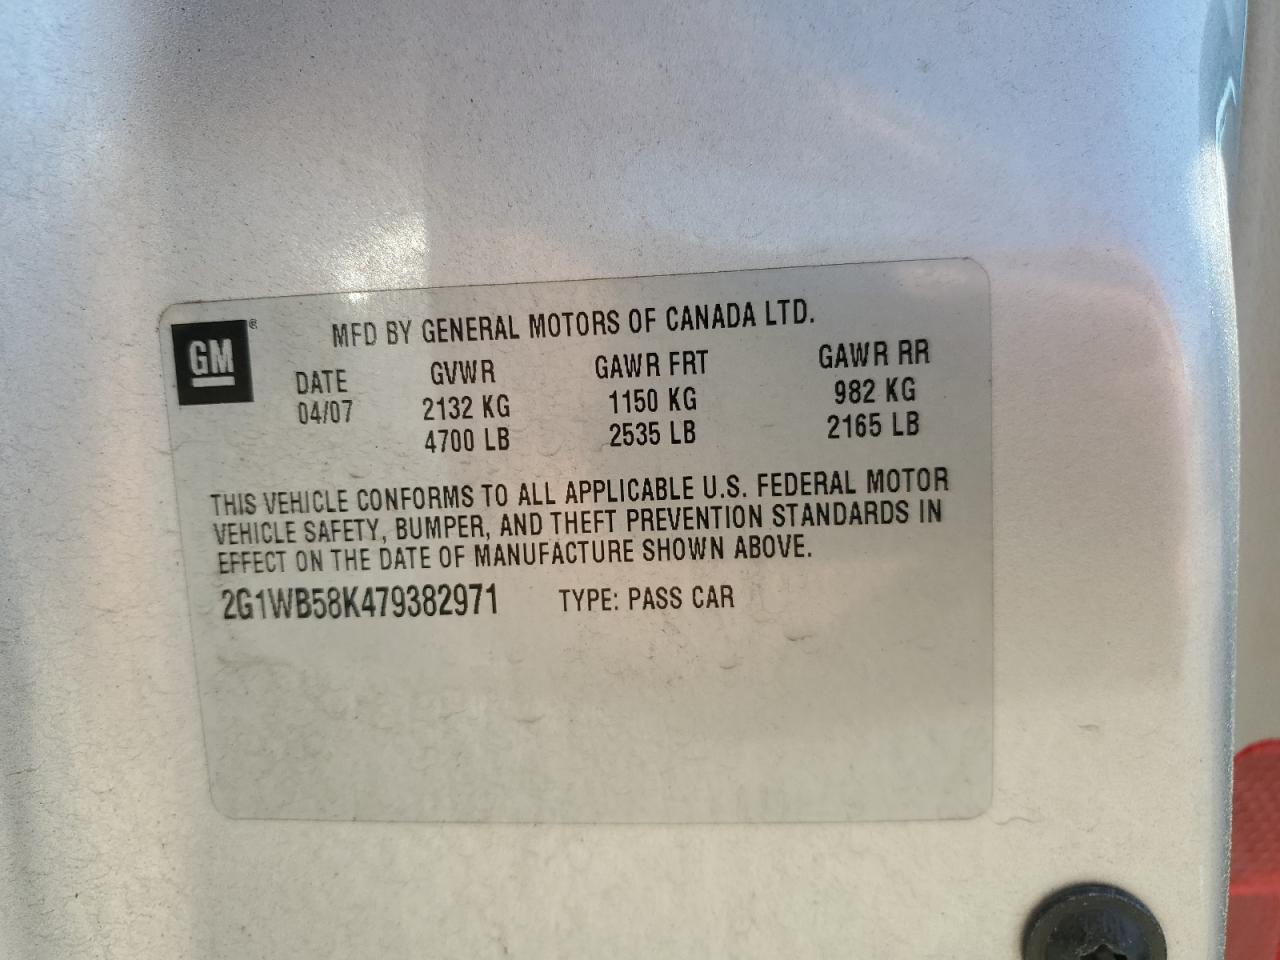 MFD BY GENERAL MOTORS OF CANADA LTD.
GM ®
DATE GVWR GAWR FRT GAWR RR
04/07 2132 KG 1150 KG 982 KG
4700 LB 2535 LB 2165 LB
THIS VEHICLE CONFORMS TO ALL APPLICABLE U.S. FEDERAL MOTOR
VEHICLE SAFETY, BUMPER, AND THEFT PREVENTION STANDARDS IN
EFFECT ON THE DATE OF MANUFACTURE SHOWN ABOVE.
2G1WB58K479382971 TYPE: PASS CAR